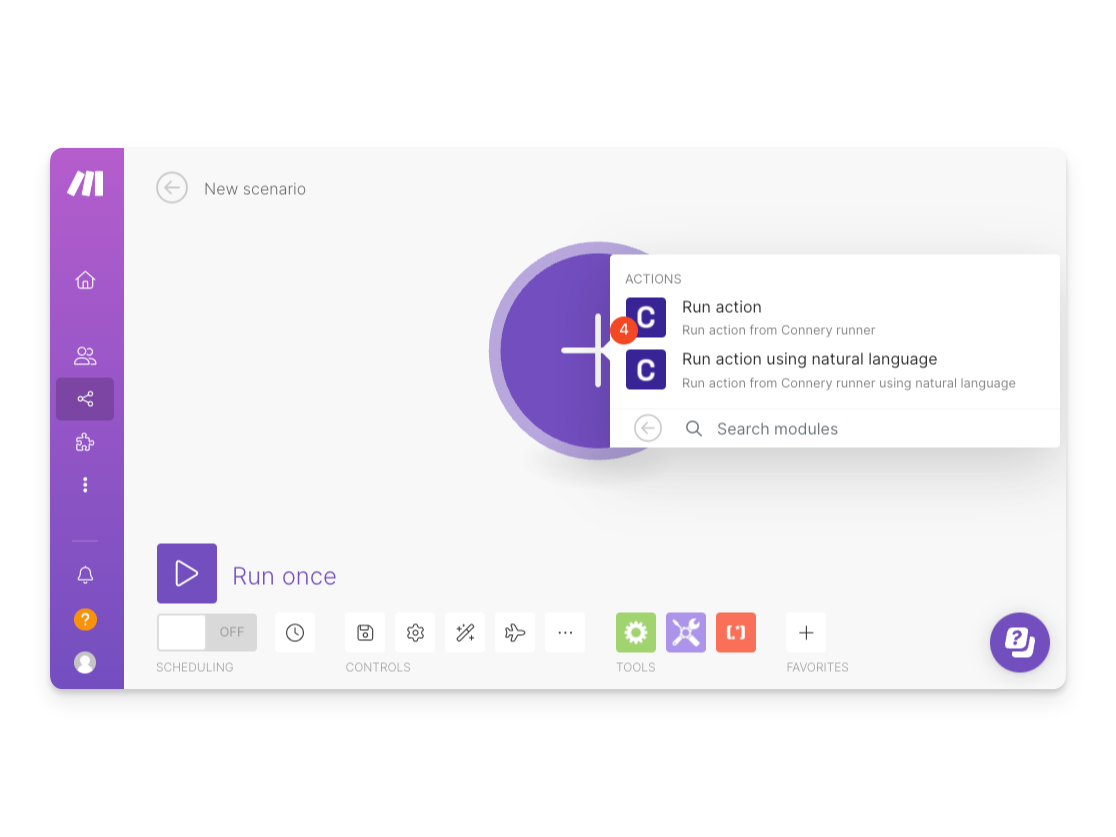 New scenario
ACTIONS
C
Run action
Run action from Connery runner
4
C
Run action using natural language
Run action from Connery runner using natural language
Search modules
Run once
OFF
SCHEDULING
CONTROLS
TOOLS
FAVORITES
?
?